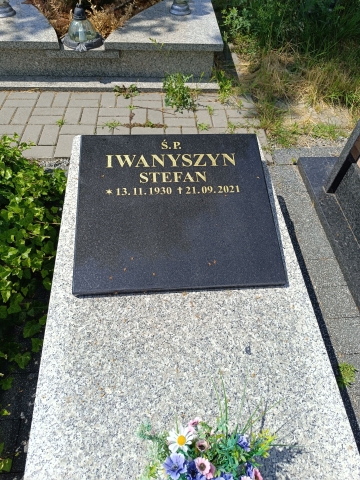 Ś.P.
IWANYSZYN
STEFAN
* 13.11.1930 ✝ 21.09.2021